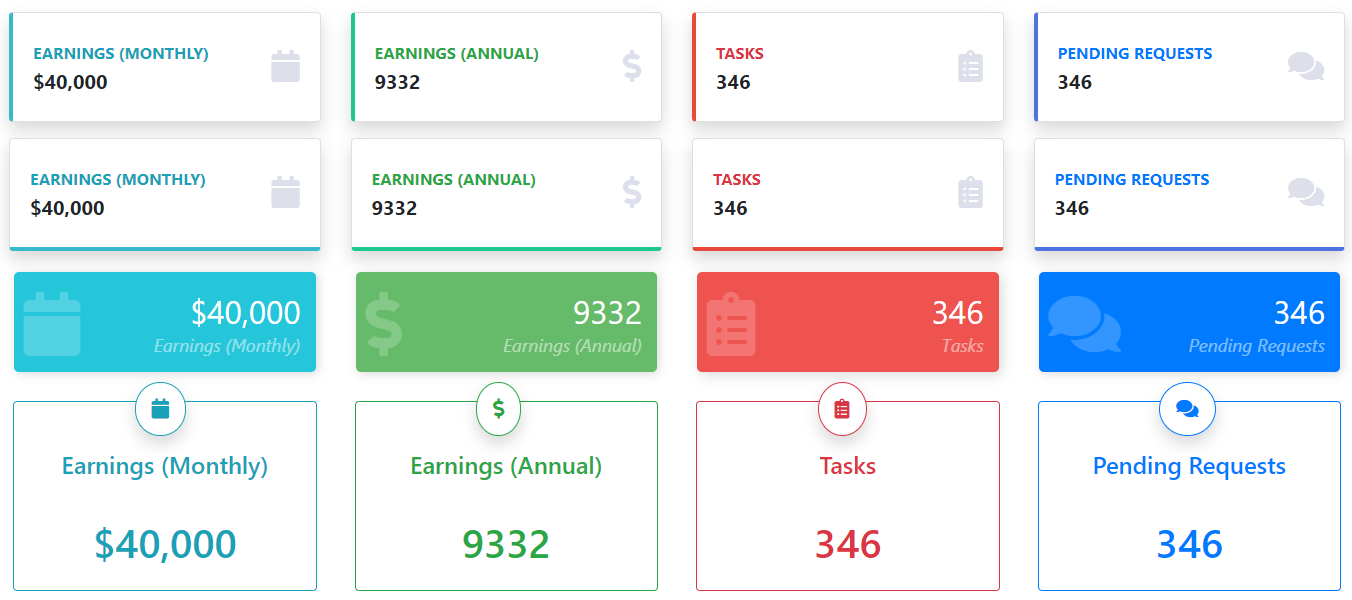 EARNINGS (MONTHLY)
$40,000
EARNINGS (ANNUAL)
9332
TASKS
346
PENDING REQUESTS
346
EARNINGS (MONTHLY)
$40,000
EARNINGS (ANNUAL)
9332
TASKS
346
PENDING REQUESTS
346
$40,000
Earnings (Monthly)
9332
Earnings (Annual)
346
Tasks
346
Pending Requests
Earnings (Monthly)
$40,000
Earnings (Annual)
9332
Tasks
346
Pending Requests
346